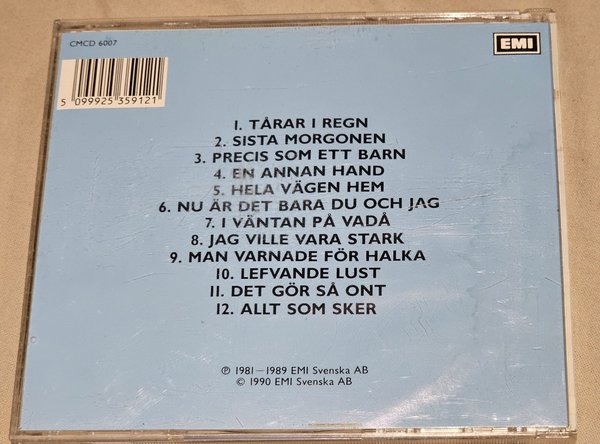 CMCD 6007
EMI
5 099925 359121
1. TÅRAR I REGN
2. SISTA MORGONEN
3. PRECIS SOM ETT BARN
4. EN ANNAN HAND
5. HELA VÄGEN HEM
6. NU ÄR DET BARA DU OCH JAG
7. I VÄNTAN PÅ VADÅ
8. JAG VILLE VARA STARK
9. MAN VARNADE FÖR HALKA
10. LEFVANDE LUST
11. DET GÖR SÅ ONT
12. ALLT SOM SKER
℗ 1981–1989 EMI Svenska AB
© 1990 EMI Svenska AB